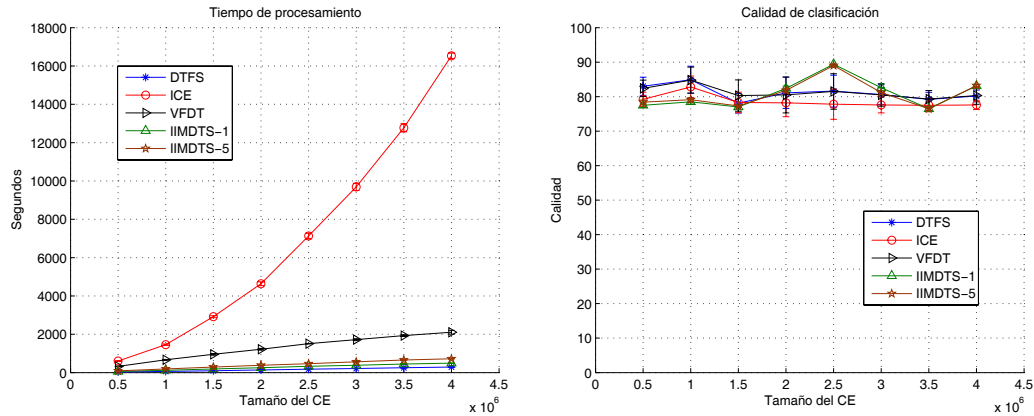 Tiempo de procesamiento
18000
16000
14000
12000
10000
8000
6000
4000
2000
0
Segundos
DTFS
ICE
VFDT
IIMDTS-1
IIMDTS-5
0 0.5 1 1.5 2 2.5 3 3.5 4 4.5
x 10^6
Tamaño del CE
Calidad de clasificación
100
90
80
70
60
50
40
30
20
10
0
Calidad
DTFS
ICE
VFDT
IIMDTS-1
IIMDTS-5
0 0.5 1 1.5 2 2.5 3 3.5 4 4.5
x 10^6
Tamaño del CE